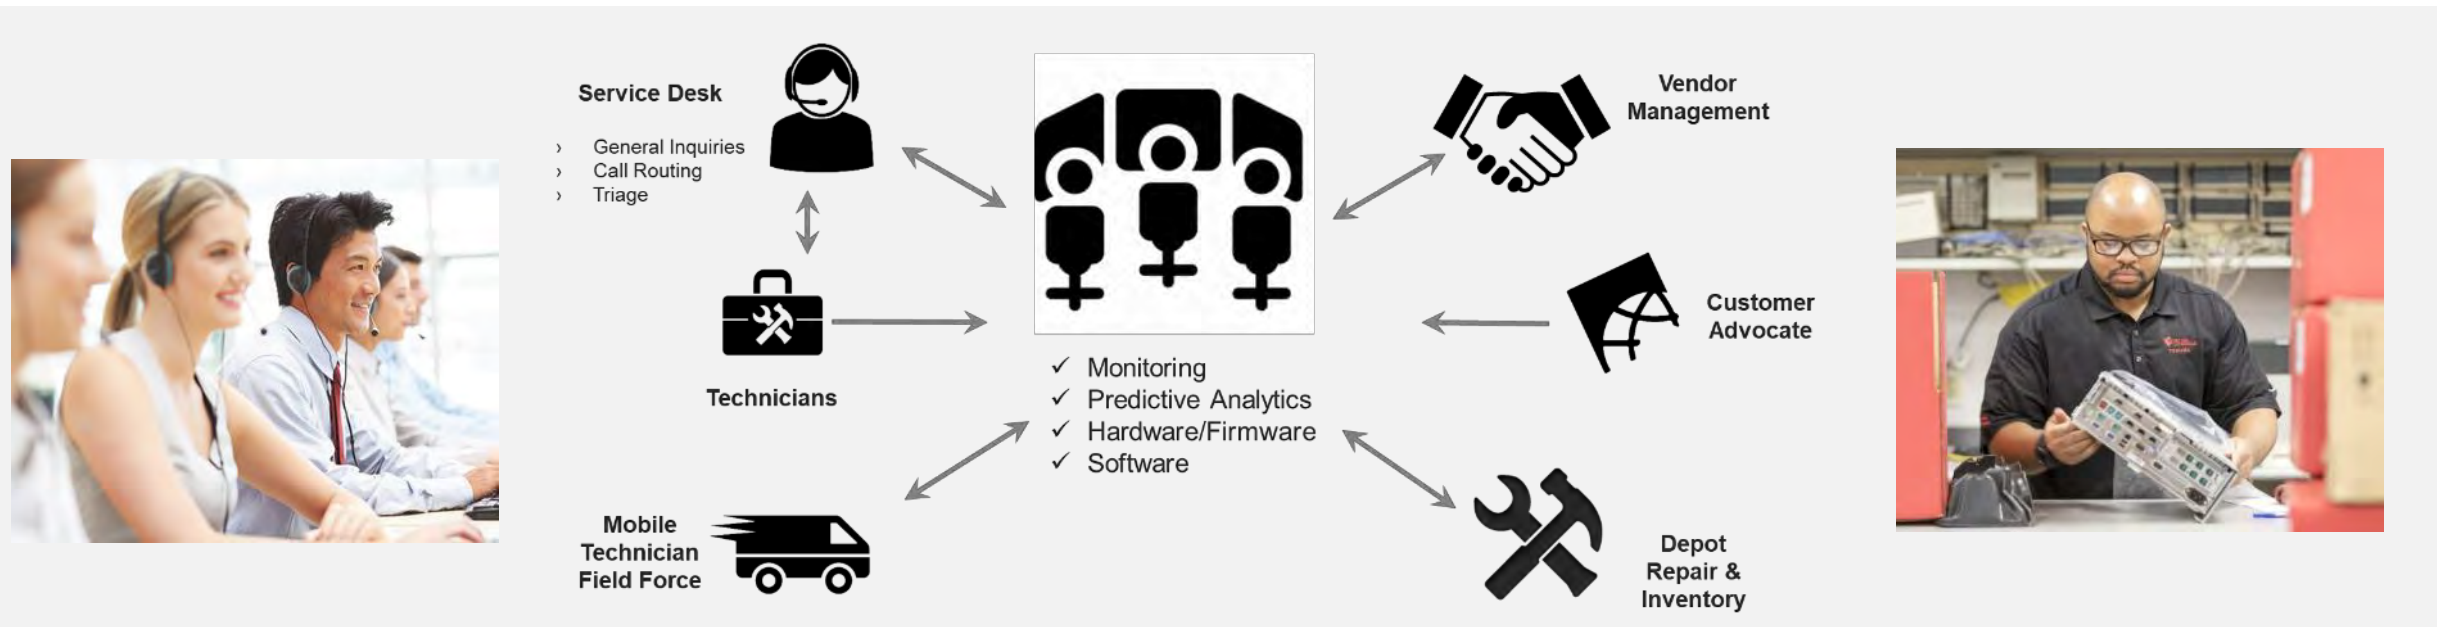 Service Desk
› General Inquiries
› Call Routing
› Triage
Technicians
Mobile
Technician
Field Force
✓ Monitoring
✓ Predictive Analytics
✓ Hardware/Firmware
✓ Software
Vendor
Management
Customer
Advocate
Depot
Repair &
Inventory